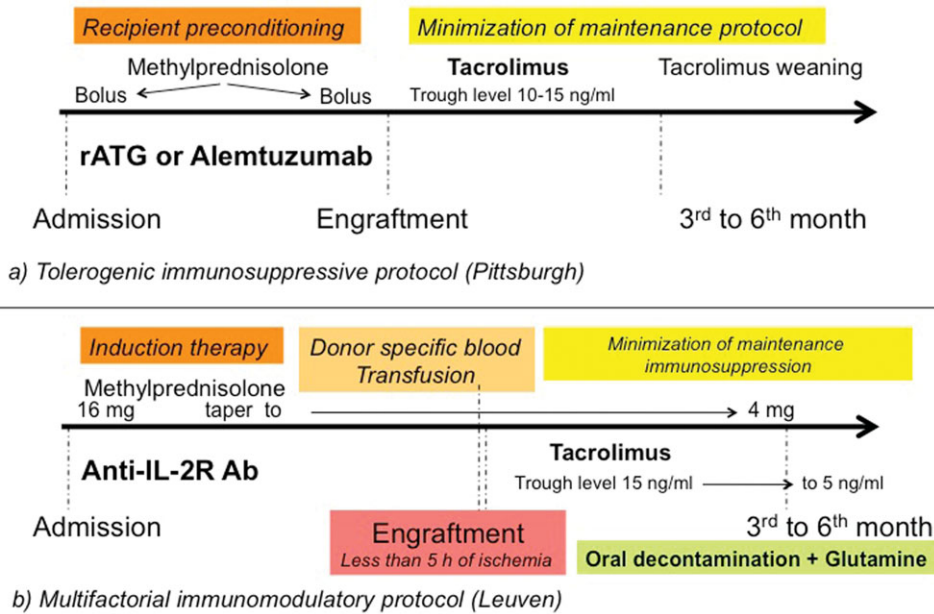 Recipient preconditioning
Minimization of maintenance protocol
Methylprednisolone
Tacrolimus
Tacrolimus weaning
Bolus
Bolus
Trough level 10-15 ng/ml
rATG or Alemtuzumab
Admission
Engraftment
3rd to 6th month
a) Tolerogenic immunosuppressive protocol (Pittsburgh)
Induction therapy
Donor specific blood
Transfusion
Minimization of maintenance
immunosuppression
Methylprednisolone
16 mg taper to
4 mg
Anti-IL-2R Ab
Tacrolimus
Trough level 15 ng/ml
to 5 ng/ml
Admission
Engraftment
Less than 5 h of ischemia
3rd to 6th month
Oral decontamination + Glutamine
b) Multifactorial immunomodulatory protocol (Leuven)